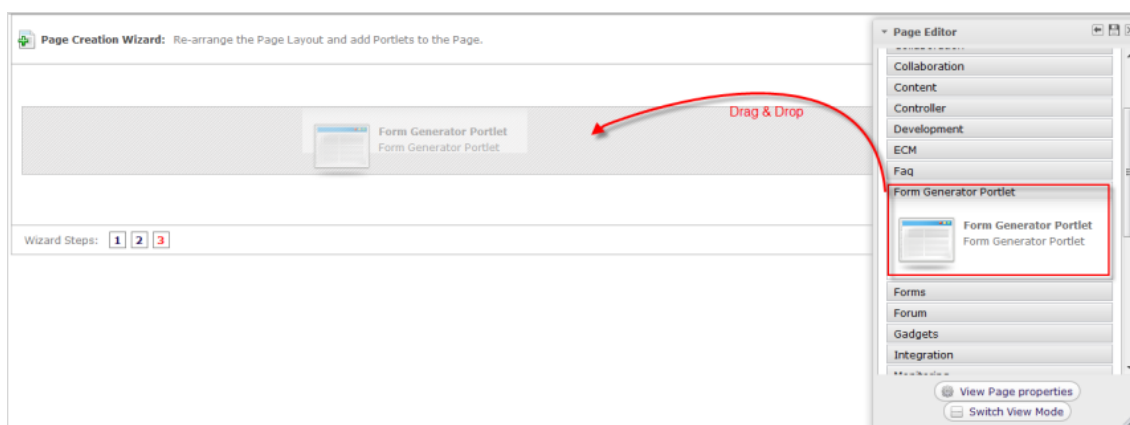 Page Creation Wizard: Re-arrange the Page Layout and add Portlets to the Page.
Form Generator Portlet
Form Generator Portlet
Drag & Drop
Wizard Steps: 1 2 3
Page Editor
Collaboration
Content
Controller
Development
ECM
Faq
Form Generator Portlet
Form Generator Portlet
Form Generator Portlet
Forms
Forum
Gadgets
Integration
View Page properties
Switch View Mode